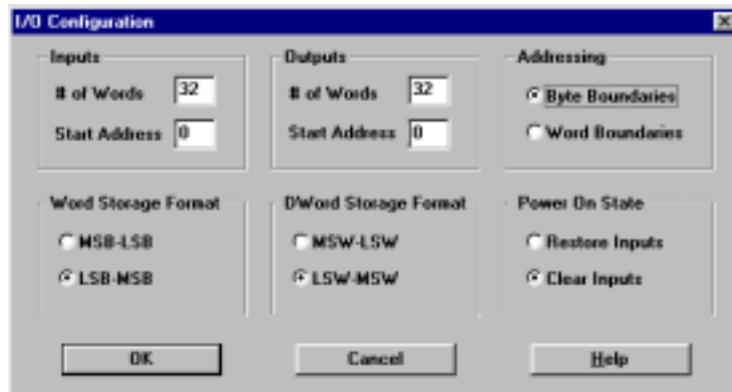 I/O Configuration
Inputs
# of Words 32
Start Address 0
Outputs
# of Words 32
Start Address 0
Addressing
Byte Boundaries
Word Boundaries
Word Storage Format
MSB-LSB
LSB-MSB
DWord Storage Format
MSW-LSW
LSW-MSW
Power On State
Restore Inputs
Clear Inputs
OK
Cancel
Help